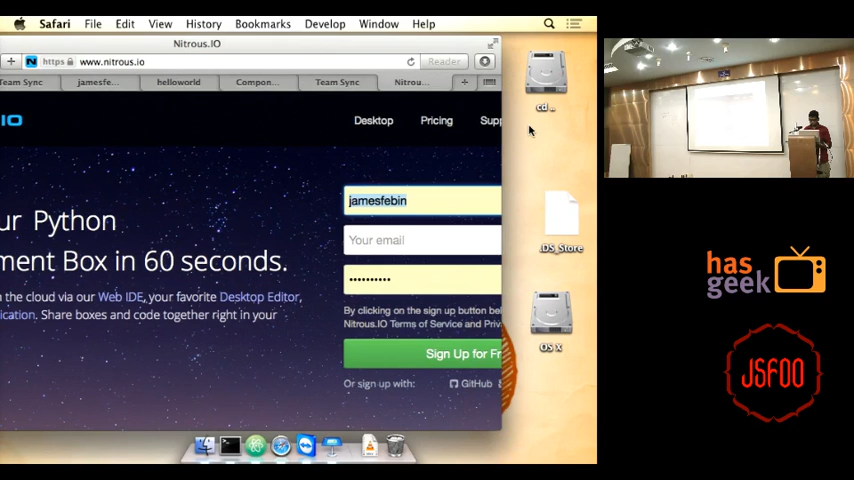 Safari File Edit View History Bookmarks Develop Window Help
Nitrous.IO
https www.nitrous.io Reader
Team Sync jamesfe... helloworld Compon... Team Sync Nitrou...
IO Desktop Pricing Supp
cd ..
ur Python
ment Box in 60 seconds.
n the cloud via our Web IDE, your favorite Desktop Editor,
ication. Share boxes and code together right in your
jamesfebin
Your email
••••••••••
By clicking on the sign up button be
Nitrous.IO Terms of Service and Priv
Sign Up for Fr
Or sign up with: GitHub
.DS_Store
OS X
has
geek
JSFOO